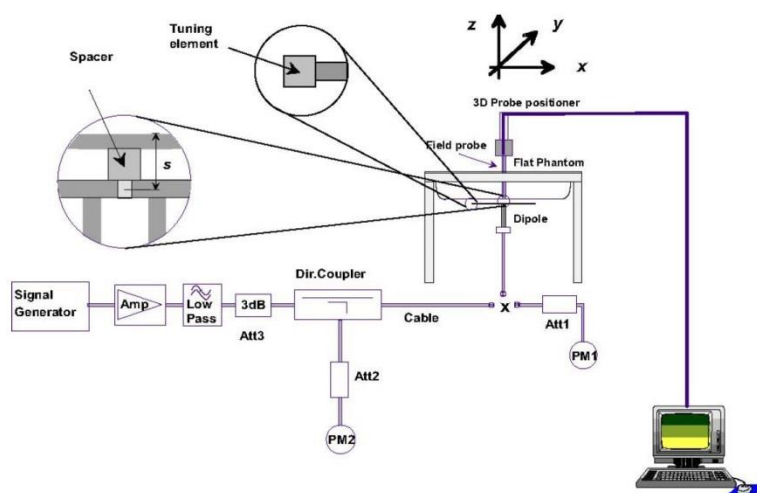 Tuning
element
Spacer
s
z
y
x
3D Probe positioner
Field probe
Flat Phantom
Dipole
Signal
Generator
Amp
Low
Pass
3dB
Att3
Dir.Coupler
Cable
X
Att1
PM1
Att2
PM2